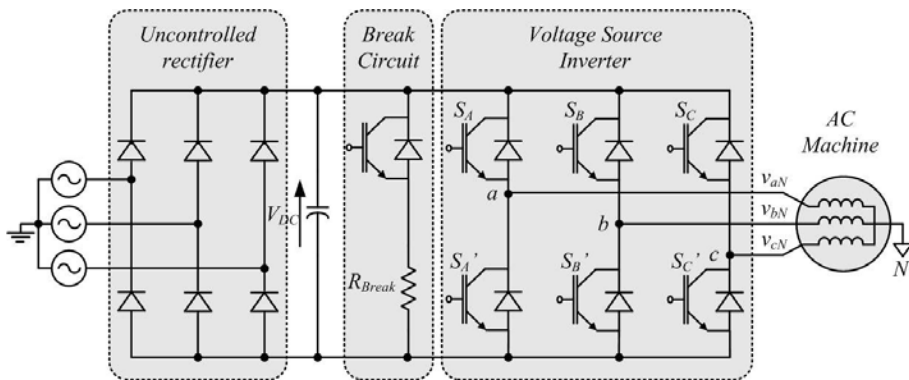 Uncontrolled
rectifier
Break
Circuit
Voltage Source
Inverter
AC
Machine
S_A
S_B
S_C
v_aN
a
v_bN
b
v_cN
c
V_DC
N
R_Break
S_A'
S_B'
S_C'